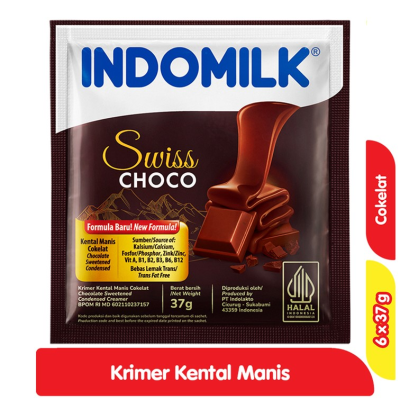 INDOMILK®
Swiss
CHOCO
Formula Baru! New Formula!
Kental Manis
Cokelat
Chocolate
Sweetened
Condensed
Sumber/Source of:
Kalsium/Calcium,
Fosfor/Phosphor, Zink/Zinc,
Vit A, B1, B2, B3, B6, B12
Bebas Lemak Trans/
Trans Fat Free
Krimer Kental Manis Cokelat
Chocolate Sweetened
Condensed Creamer
BPOM RI MD 602110237157
Berat bersih
/Net Weight
37g
Diproduksi oleh/
Produced by
PT Indolakto
Cicurug - Sukabumi
43359 Indonesia
HALAL
INDONESIA
Cokelat
6x37g
Krimer Kental Manis